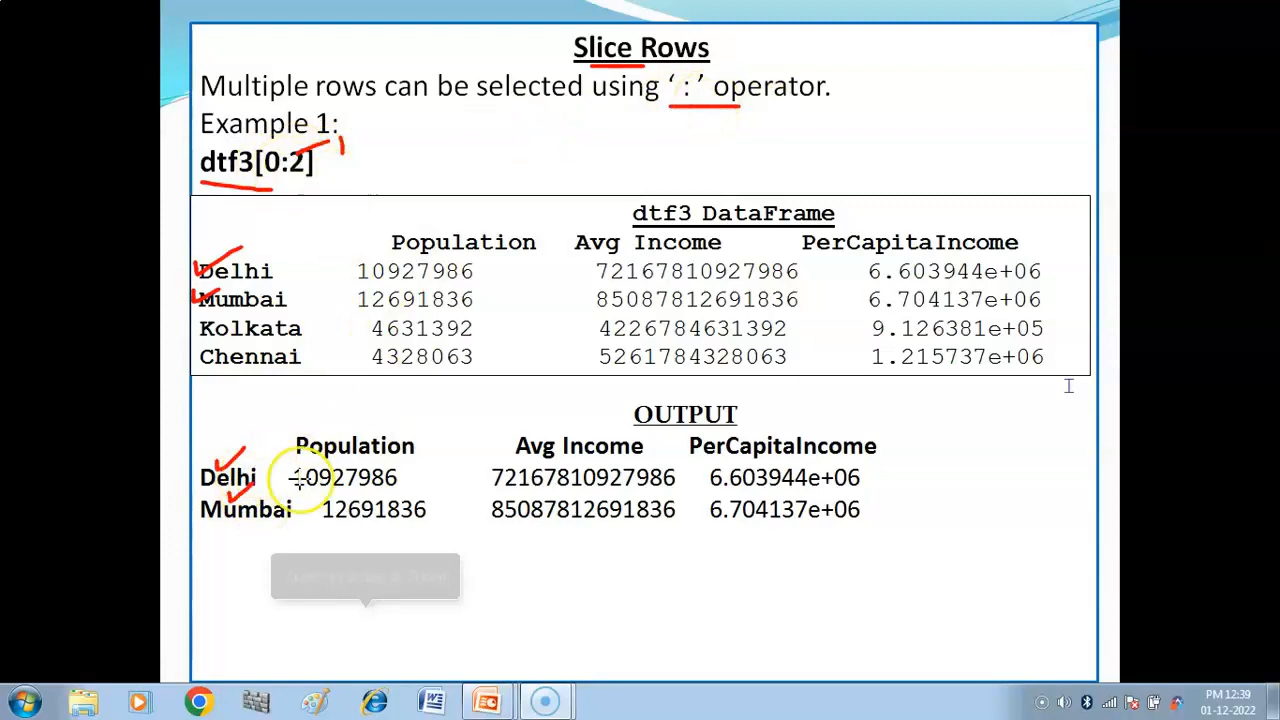 Slice Rows
Multiple rows can be selected using ‘ : ’ operator.
Example 1:
dtf3[0:2]
dtf3 DataFrame
Population Avg Income PerCapitaIncome
Delhi 10927986 72167810927986 6.603944e+06
Mumbai 12691836 85087812691836 6.704137e+06
Kolkata 4631392 4226784631392 9.126381e+05
Chennai 4328063 5261784328063 1.215737e+06
OUTPUT
Population Avg Income PerCapitaIncome
Delhi 10927986 72167810927986 6.603944e+06
Mumbai 12691836 85087812691836 6.704137e+06
PM 12:39
01-12-2022